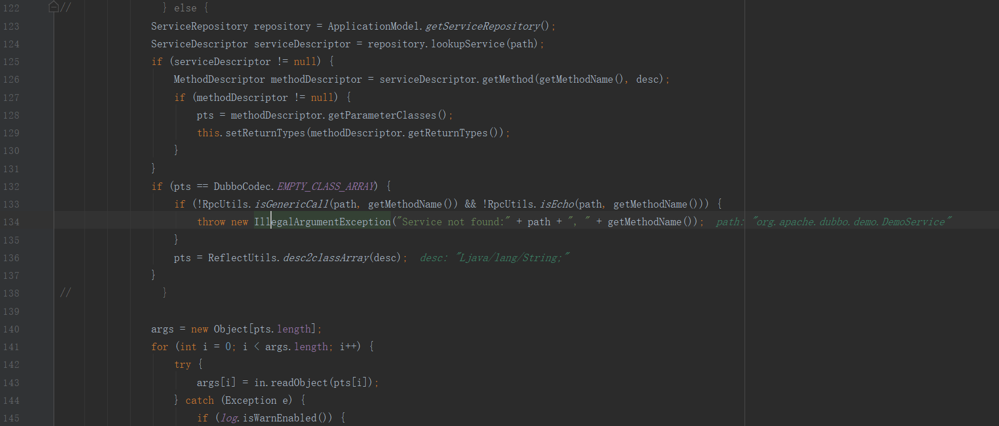 122 // } else {
123 ServiceRepository repository = ApplicationModel.getServiceRepository();
124 ServiceDescriptor serviceDescriptor = repository.lookupService(path);
125 if (serviceDescriptor != null) {
126 MethodDescriptor methodDescriptor = serviceDescriptor.getMethod(getMethodName(), desc);
127 if (methodDescriptor != null) {
128 pts = methodDescriptor.getParameterClasses();
129 this.setReturnTypes(methodDescriptor.getReturnTypes());
130 }
131 }
132 if (pts == DubboCodec.EMPTY_CLASS_ARRAY) {
133 if (!RpcUtils.isGenericCall(path, getMethodName()) && !RpcUtils.isEcho(path, getMethodName())) {
134 throw new IllegalArgumentException("Service not found:" + path + ", " + getMethodName()); path: "org.apache.dubbo.demo.DemoService"
135 }
136 pts = ReflectUtils.desc2classArray(desc); desc: "Ljava/lang/String;"
137 }
138 // }
139
140 args = new Object[pts.length];
141 for (int i = 0; i < args.length; i++) {
142 try {
143 args[i] = in.readObject(pts[i]);
144 } catch (Exception e) {
145 if (log.isWarnEnabled()) {